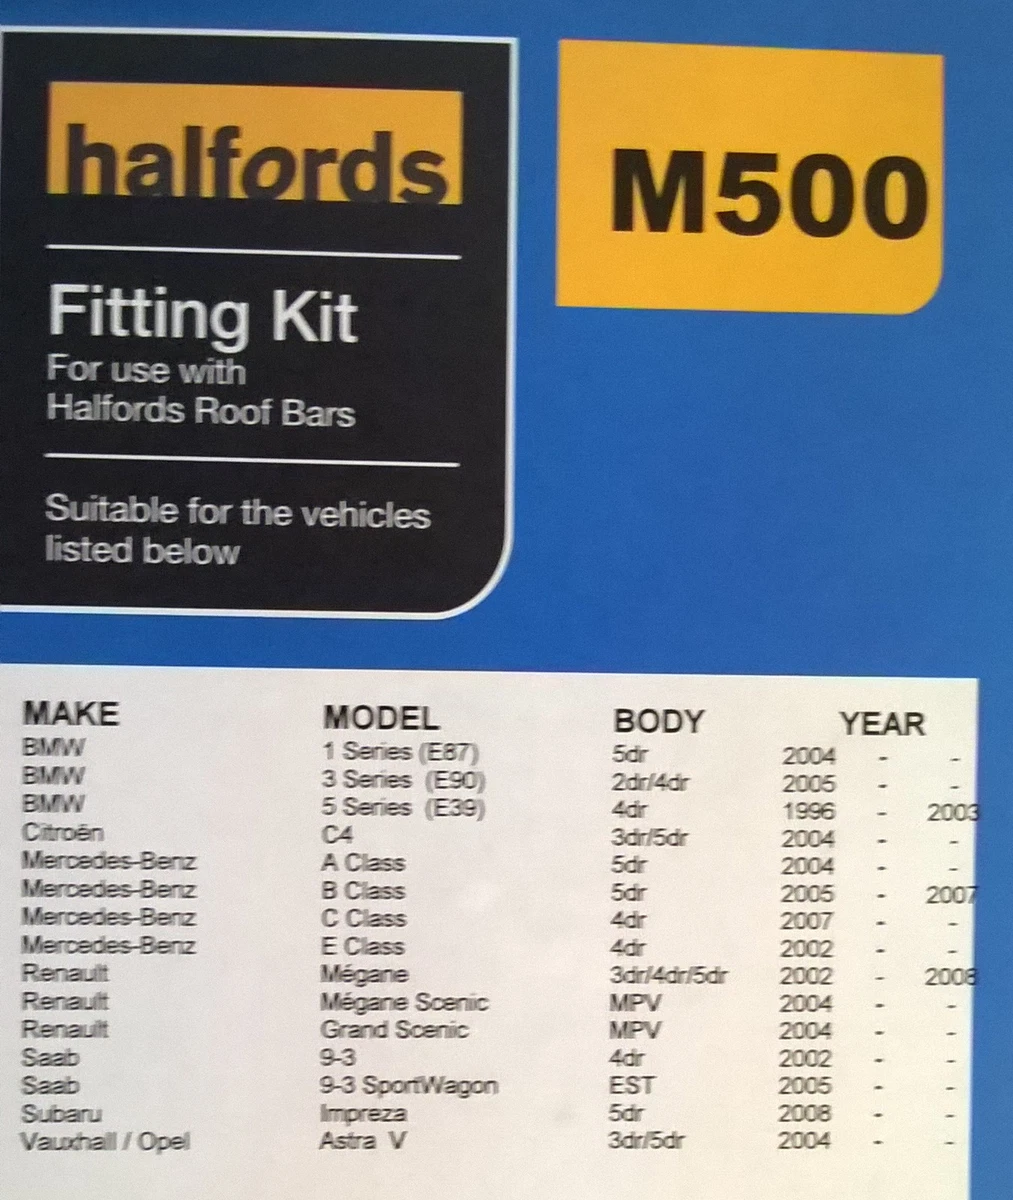 halfords
M500
Fitting Kit
For use with
Halfords Roof Bars
Suitable for the vehicles
listed below
MAKE MODEL BODY YEAR
BMW 1 Series (E87) 5dr 2004 - -
BMW 3 Series (E90) 2dr/4dr 2005 - -
BMW 5 Series (E39) 4dr 1996 - 2003
Citroën C4 3dr/5dr 2004 - -
Mercedes-Benz A Class 5dr 2004 - -
Mercedes-Benz B Class 5dr 2005 - 2007
Mercedes-Benz C Class 4dr 2007 - -
Mercedes-Benz E Class 4dr 2002 - -
Renault Mégane 3dr/4dr/5dr 2002 - 2008
Renault Mégane Scenic MPV 2004 - -
Renault Grand Scenic MPV 2004 - -
Saab 9-3 4dr 2002 - -
Saab 9-3 SportWagon EST 2005 - -
Subaru Impreza 5dr 2008 - -
Vauxhall / Opel Astra V 3dr/5dr 2004 - -